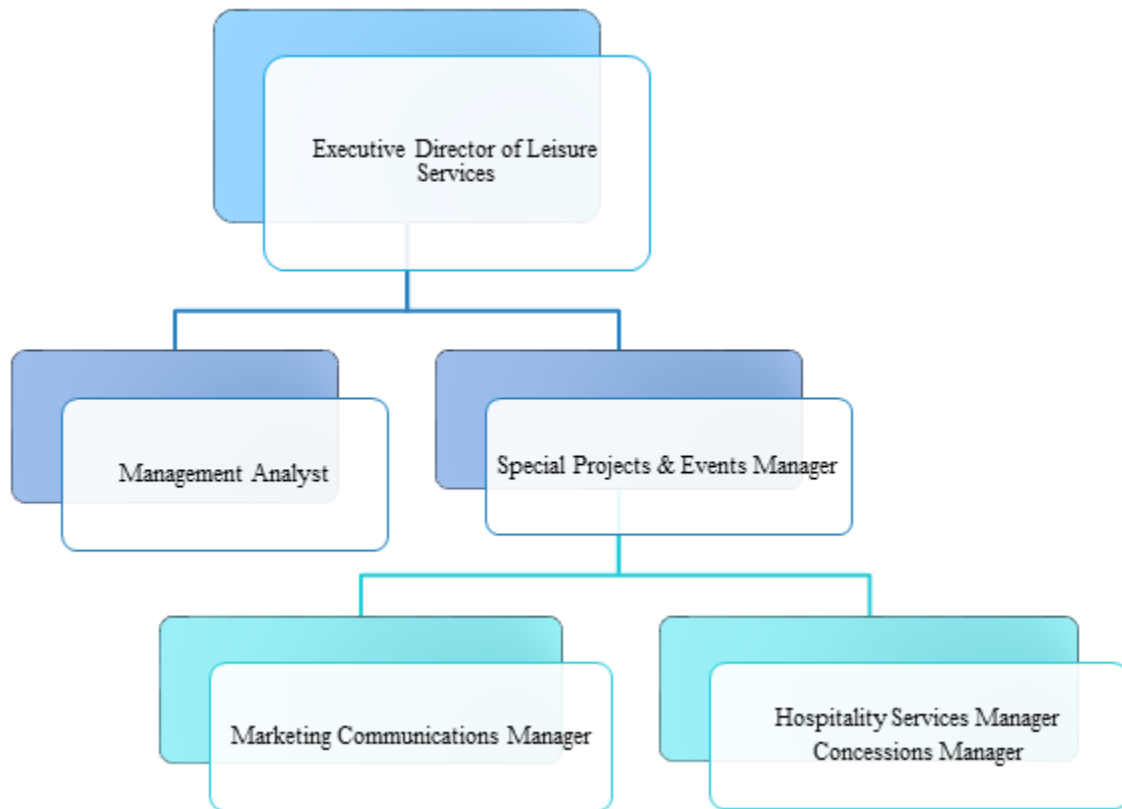 Executive Director of Leisure
Services
Management Analyst
Special Projects & Events Manager
Marketing Communications Manager
Hospitality Services Manager
Concessions Manager